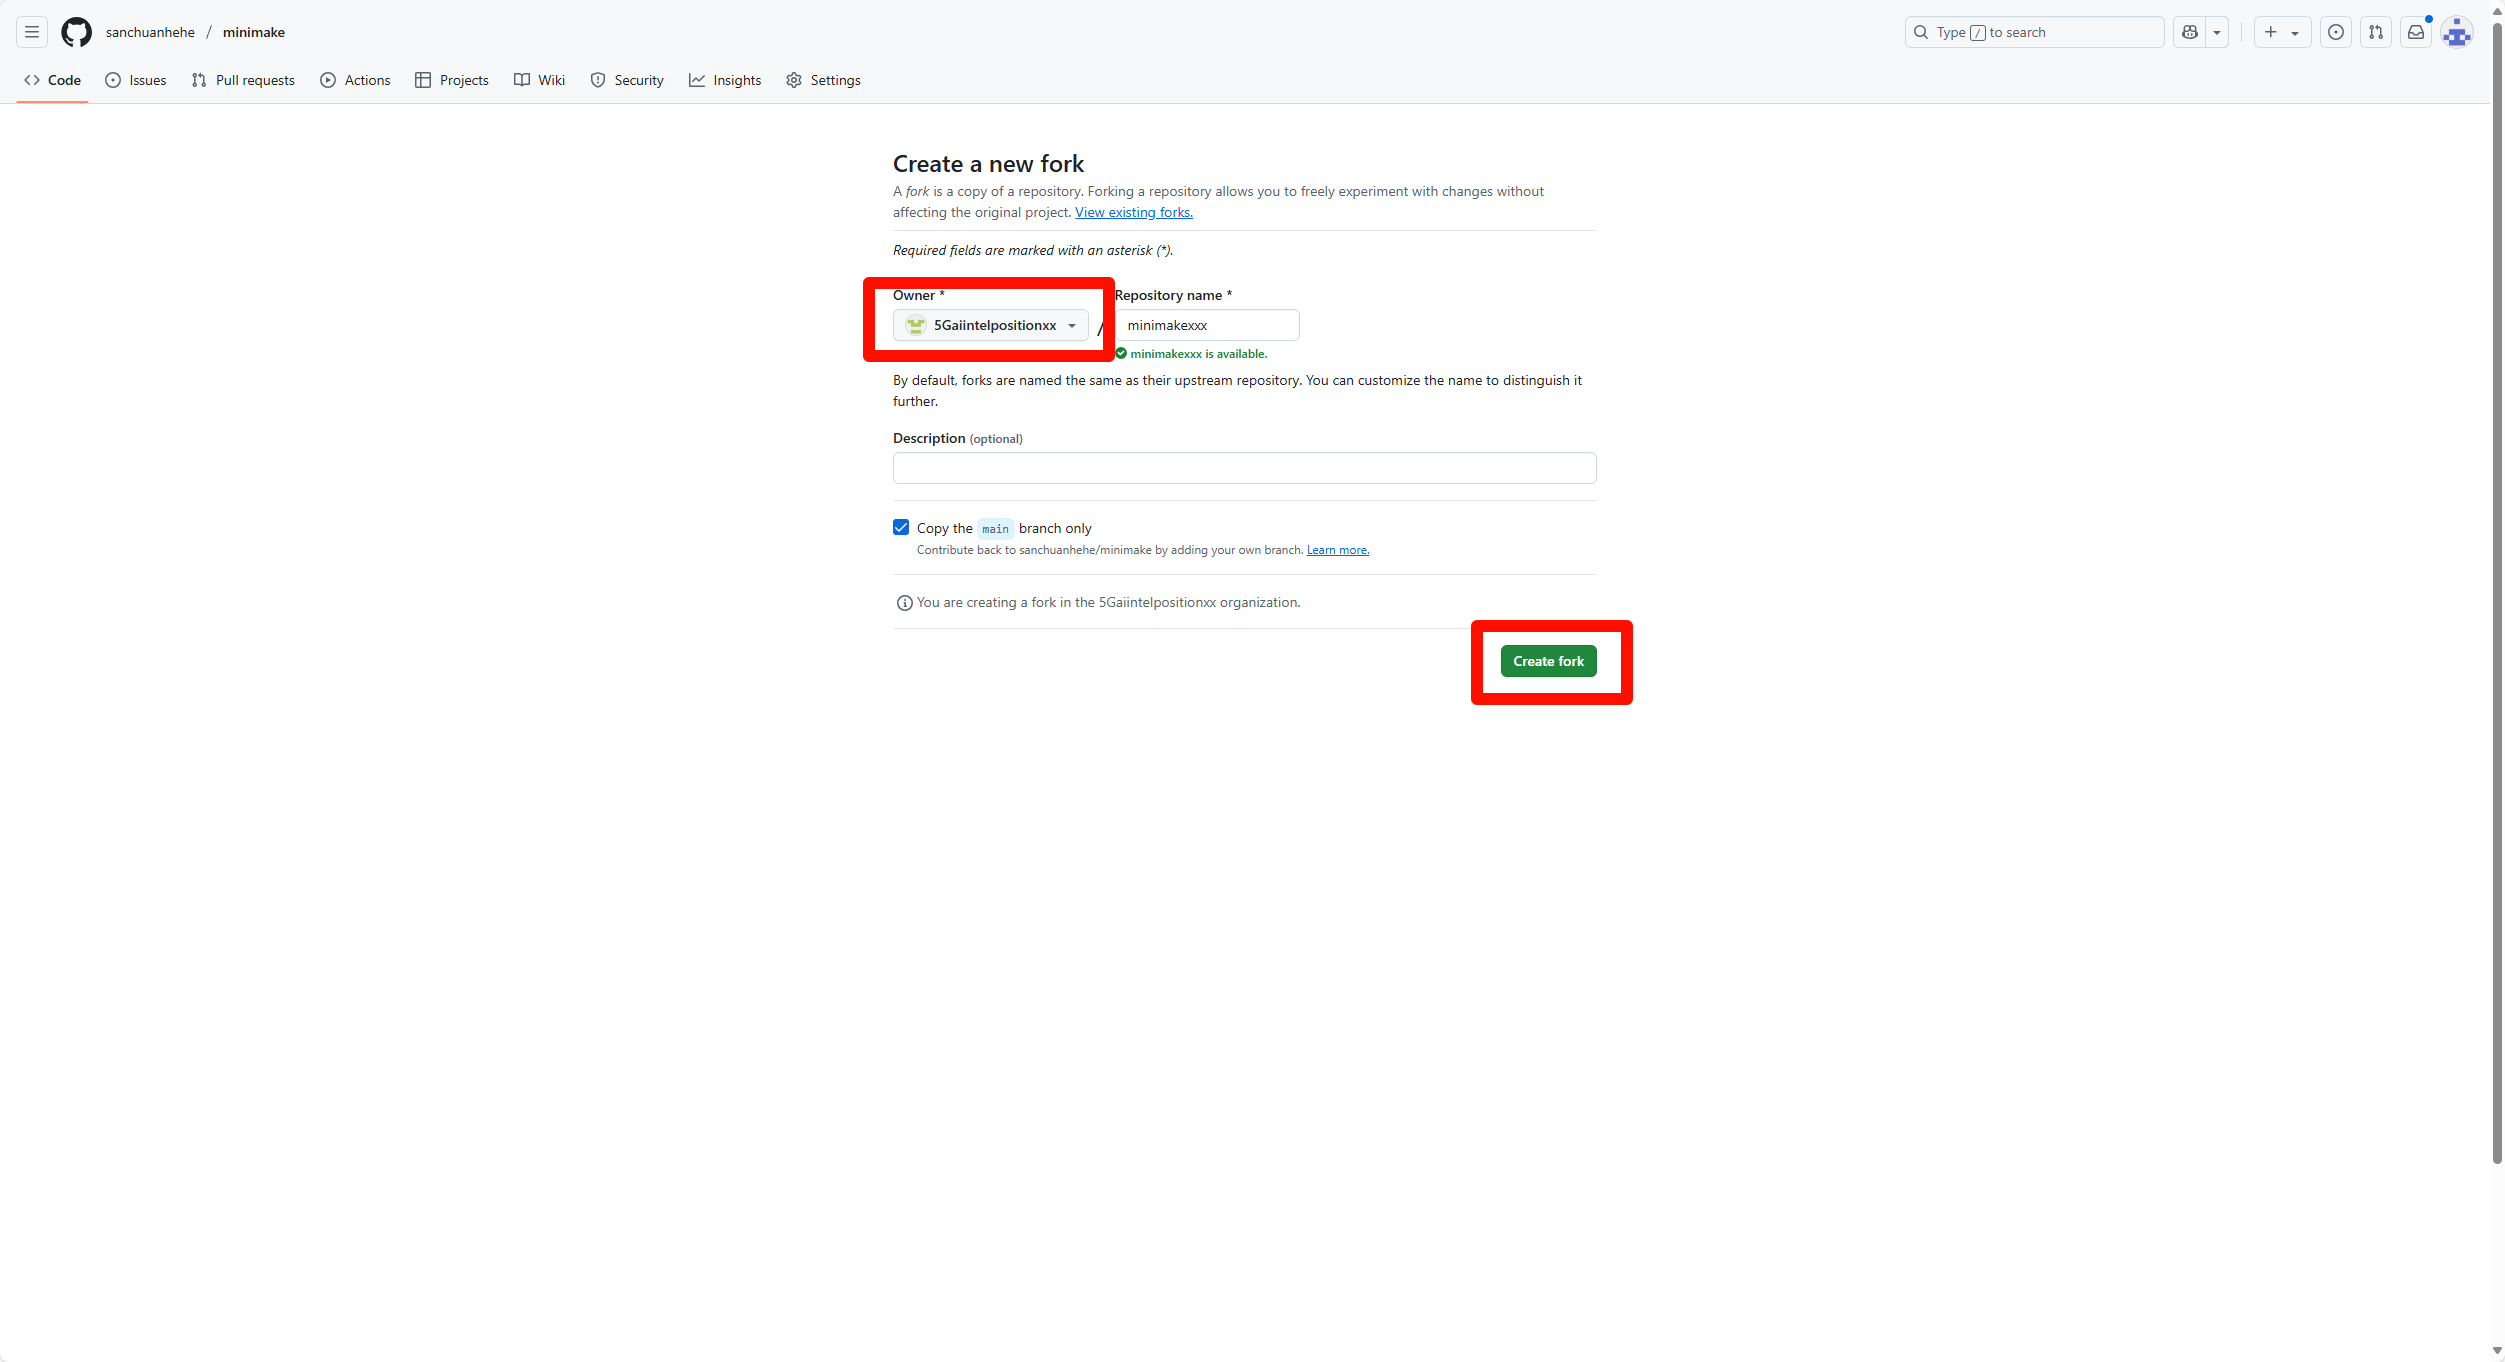 sanchuanhehe / minimake
Type / to search
Code Issues Pull requests Actions Projects Wiki Security Insights Settings
Create a new fork
A fork is a copy of a repository. Forking a repository allows you to freely experiment with changes without
affecting the original project. View existing forks.
Required fields are marked with an asterisk (*).
Owner * Repository name *
5Gaiintelpositionxx / minimakexxx
minimakexxx is available.
By default, forks are named the same as their upstream repository. You can customize the name to distinguish it
further.
Description (optional)
Copy the main branch only
Contribute back to sanchuanhehe/minimake by adding your own branch. Learn more.
You are creating a fork in the 5Gaiintelpositionxx organization.
Create fork